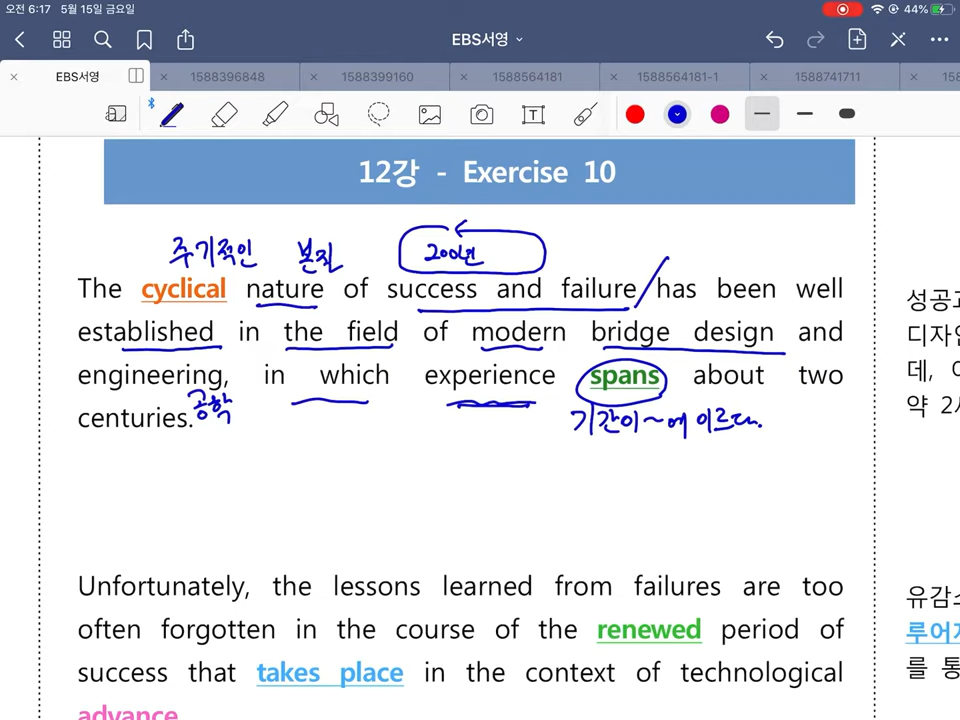 오후 6:17 5월 15일 금요일 44%
EBS서영
EBS서영 1588396848 1588399160 1588564181 1588564181-1 1588741711 158
12강 - Exercise 10
주기적인 본질 200년
The cyclical nature of success and failure has been well
established in the field of modern bridge design and
engineering, in which experience spans about two
centuries.
공학 기간이~에 이르다.
Unfortunately, the lessons learned from failures are too
often forgotten in the course of the renewed period of
success that takes place in the context of technological
advance.
성공고
디자인
데, 이
약 2세
유감스
루어지
를 통